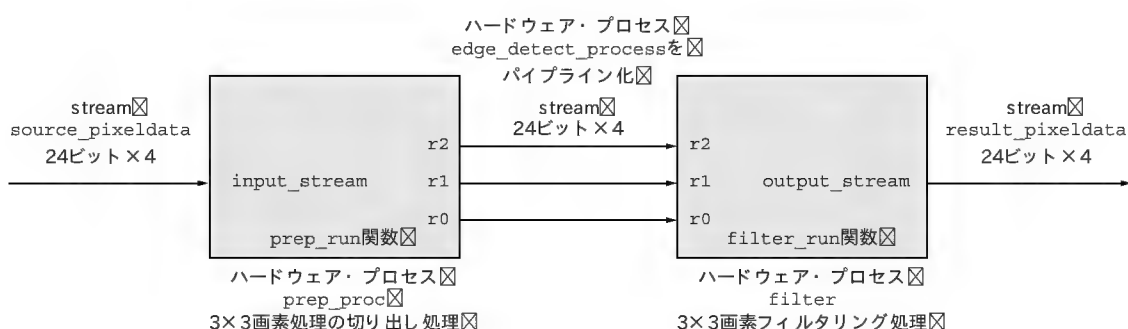 ハードウェア・プロセス
edge_detect_processを
パイプライン化
stream
source_pixeldata
24ビット×4
stream
24ビット×4
stream
result_pixeldata
24ビット×4
input_stream
r2
r1
r0
prep_run関数
r2
r1
r0
output_stream
filter_run関数
ハードウェア・プロセス
prep_proc
3×3画素処理の切り出し処理
ハードウェア・プロセス
filter
3×3画素フィルタリング処理